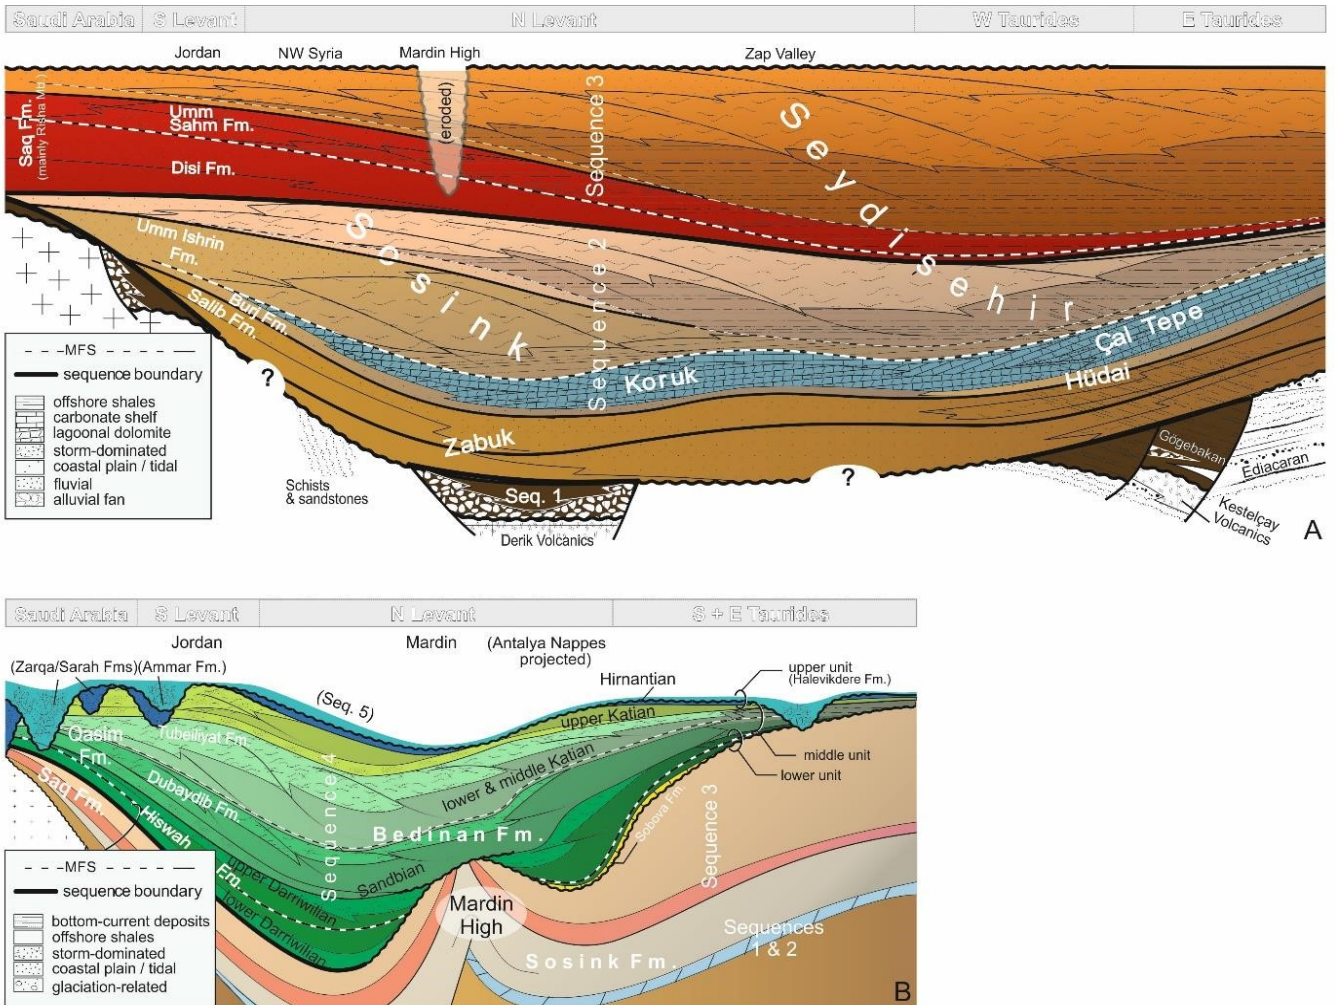 Saudi Arabia S Levant N Levant W Taurides E Taurides
Jordan NW Syria Mardin High Zap Valley
Saq Fm.
(mainly Risha Mb.)
Umm
Sahm Fm.
Disi Fm.
(eroded)
Sequence 3
Seydisehir
Sosink
Sequence 2
Umm Ishrin
Fm.
Burj Fm.
Salib Fm.
Koruk
Çal Tepe
Hüdai
Zabuk
?
?
Seq. 1
Derik Volcanics
Schists
& sandstones
Gögebakan
Ediacaran
Kestelçay
Volcanics
MFS
sequence boundary
offshore shales
carbonate shelf
lagoonal dolomite
storm-dominated
coastal plain / tidal
fluvial
alluvial fan
A
Saudi Arabia S Levant N Levant S + E Taurides
Jordan Mardin (Antalya Nappes
projected)
(Zarqa/Sarah Fms) (Ammar Fm.)
(Seq. 5)
Hirnantian
upper unit
(Halevikdere Fm.)
middle unit
lower unit
Qasim
Fm.
Tubeiliyat Fm.
upper Katian
lower & middle Katian
Dubaydib Fm.
Sequence 4
Bedinan Fm.
Saq Fm.
Hiswah
Fm.
upper Darriwilian
lower Darriwilian
Sandbian
Sobova Fm.
Sequence 3
Mardin
High
Sequences
1 & 2
Sosink Fm.
MFS
sequence boundary
bottom-current deposits
offshore shales
storm-dominated
coastal plain / tidal
glaciation-related
B